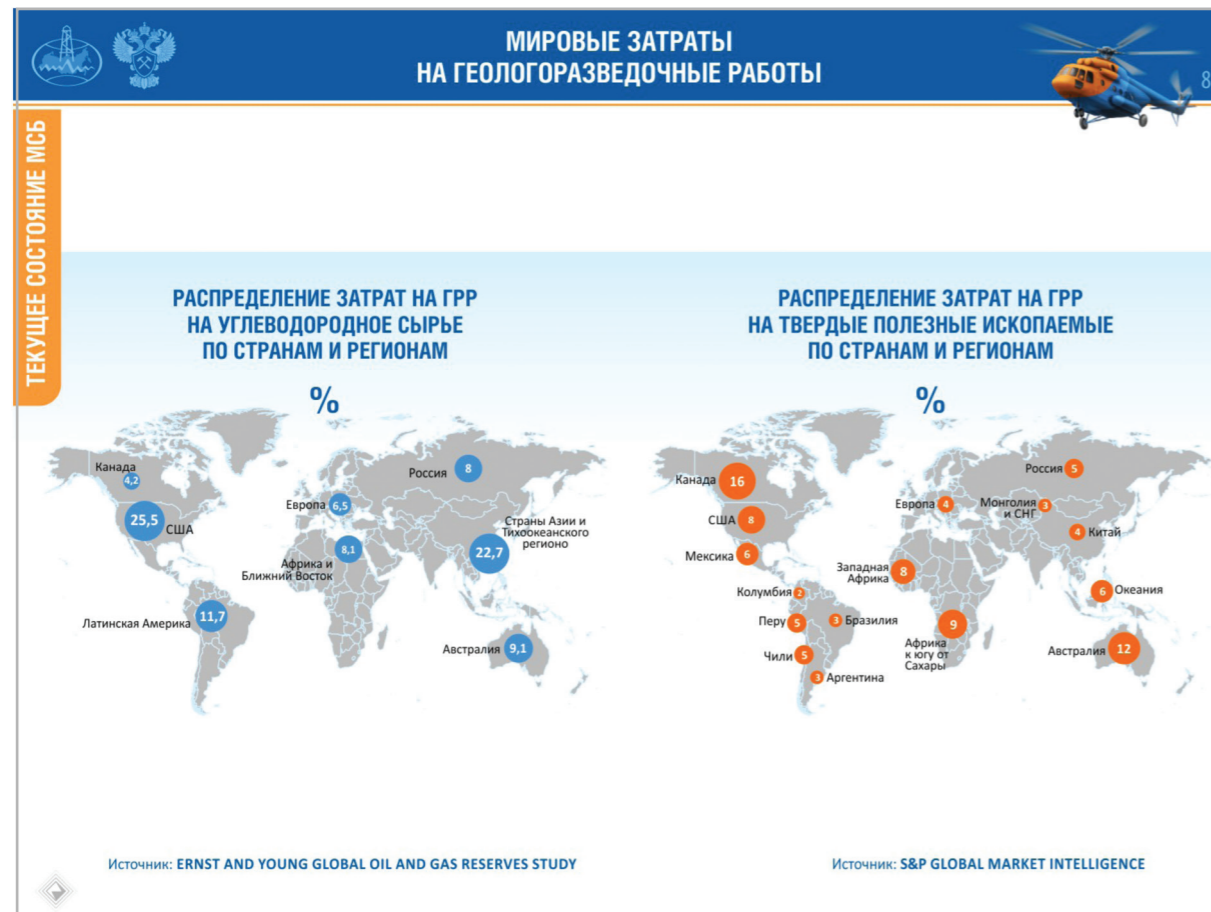 МИРОВЫЕ ЗАТРАТЫ
НА ГЕОЛОГОРАЗВЕДОЧНЫЕ РАБОТЫ
8
ТЕКУЩЕЕ СОСТОЯНИЕ МСБ
РАСПРЕДЕЛЕНИЕ ЗАТРАТ НА ГРР
НА УГЛЕВОДОРОДНОЕ СЫРЬЕ
ПО СТРАНАМ И РЕГИОНАМ
%
Канада
4,2
25,5
США
Европа
6,5
Россия
8
Страны Азии и
Тихоокеанского
регионо
22,7
8,1
Африка и
Ближний Восток
Латинская Америка
11,7
Австралия
9,1
Источник: ERNST AND YOUNG GLOBAL OIL AND GAS RESERVES STUDY
РАСПРЕДЕЛЕНИЕ ЗАТРАТ НА ГРР
НА ТВЕРДЫЕ ПОЛЕЗНЫЕ ИСКОПАЕМЫЕ
ПО СТРАНАМ И РЕГИОНАМ
%
Канада
16
США
8
Мексика
6
Колумбия
2
Перу
5
3
Бразилия
Чили
5
3
Аргентина
Европа
4
Россия
5
Монголия
и СНГ
3
4
Китай
Западная
Африка
8
9
Африка
к югу от
Сахары
6
Океания
Австралия
12
Источник: S&P GLOBAL MARKET INTELLIGENCE